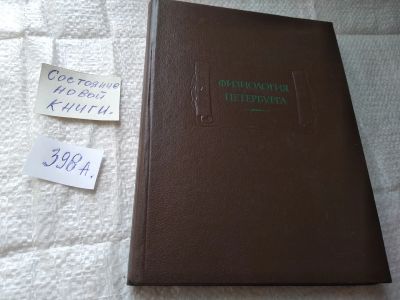 Состояние
новой
книги.
398А.
ФИЗИОЛОГИЯ
ПЕТЕРБУРГА